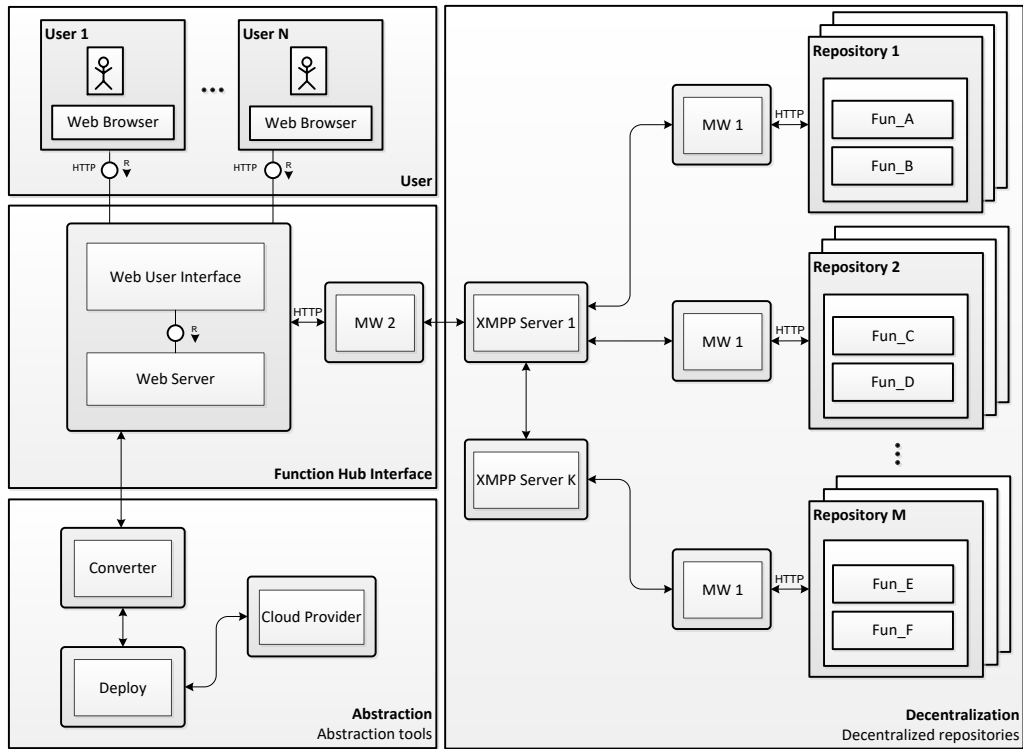 User 1
Web Browser
...
User N
Web Browser
HTTP
R
HTTP
R
User
Web User Interface
R
Web Server
HTTP
MW 2
Function Hub Interface
Converter
Deploy
Cloud Provider
Abstraction
Abstraction tools
XMPP Server 1
XMPP Server K
MW 1
HTTP
Repository 1
Fun_A
Fun_B
MW 1
HTTP
Repository 2
Fun_C
Fun_D
...
MW 1
HTTP
Repository M
Fun_E
Fun_F
Decentralization
Decentralized repositories